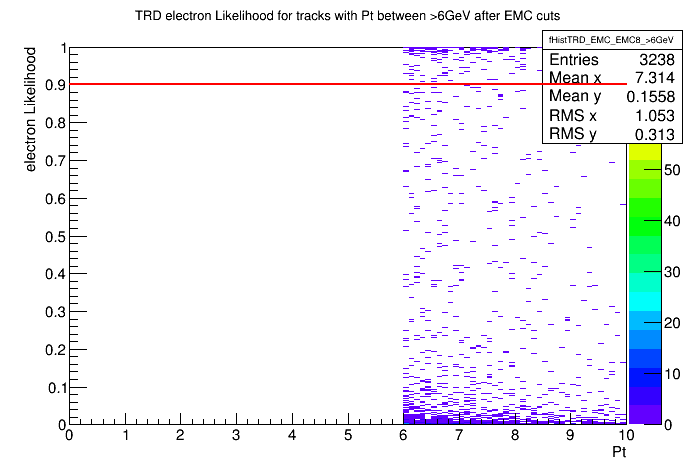 TRD electron Likelihood for tracks with Pt between >6GeV after EMC cuts
fHistTRD_EMC_EMC8_>6GeV
Entries 3238
Mean x 7.314
Mean y 0.1558
RMS x 1.053
RMS y 0.313
electron Likelihood
1
0.9
0.8
0.7
0.6
0.5
0.4
0.3
0.2
0.1
0
0 1 2 3 4 5 6 7 8 9 10
Pt
50
40
30
20
10
0